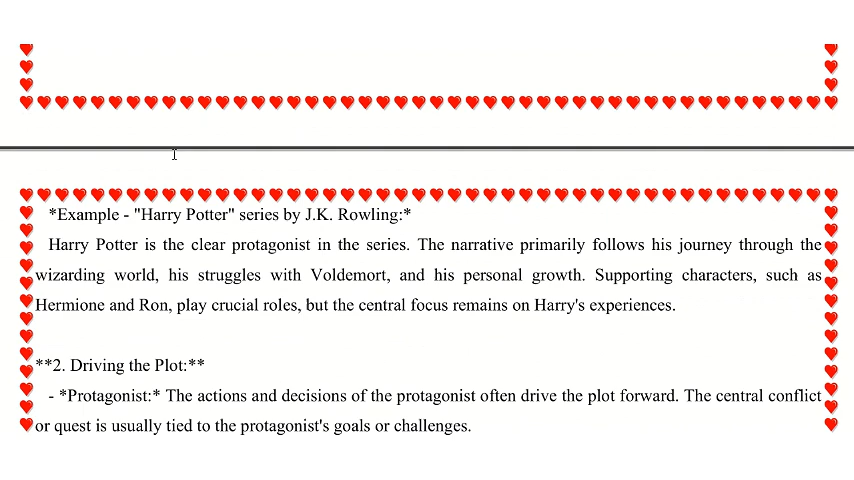 *Example - "Harry Potter" series by J.K. Rowling:*
Harry Potter is the clear protagonist in the series. The narrative primarily follows his journey through the
wizarding world, his struggles with Voldemort, and his personal growth. Supporting characters, such as
Hermione and Ron, play crucial roles, but the central focus remains on Harry's experiences.
**2. Driving the Plot:**
- *Protagonist:* The actions and decisions of the protagonist often drive the plot forward. The central conflict
or quest is usually tied to the protagonist's goals or challenges.